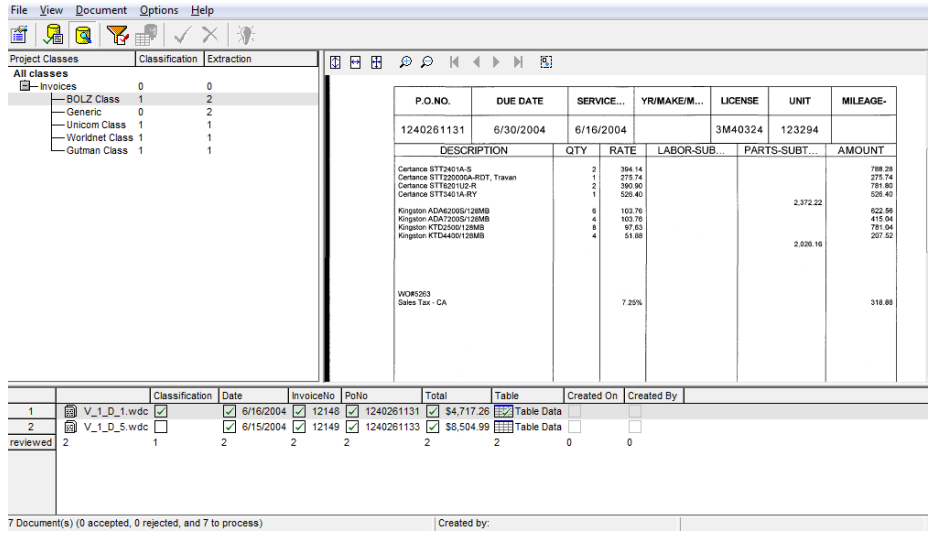 File View Document Options Help
Project Classes Classification Extraction
All classes
Invoices 0 0
BOLZ Class 1 2
Generic 0 2
Unicom Class 1 1
Worldnet Class 1 1
Gutman Class 1 1
P.O.NO. DUE DATE SERVICE... YR/MAKE/M... LICENSE UNIT MILEAGE-
1240261131 6/30/2004 6/16/2004 3M40324 123294
DESCRIPTION QTY RATE LABOR-SUB... PARTS-SUBT... AMOUNT
Certance STT2401A-S 2 394.14 788.28
Certance STT220000A-RDT, Travan 1 275.74 275.74
Certance STT6201U2-R 2 390.90 781.80
Certance STT3401A-RY 1 526.40 526.40
2,372.22
Kingston ADA6200S/128MB 6 103.76 622.56
Kingston ADA7200S/128MB 4 103.76 415.04
Kingston KTD2500/128MB 8 97.63 781.04
Kingston KTD4400/128MB 4 51.88 207.52
2,026.16
WO#5263
Sales Tax - CA 7.25% 318.88
Classification Date InvoiceNo PoNo Total Table Created On Created By
1 V_1_D_1.wdc 6/16/2004 12148 1240261131 $4,717.26 Table Data
2 V_1_D_5.wdc 6/15/2004 12149 1240261133 $8,504.99 Table Data
reviewed 2 1 2 2 2 2 2 0 0
7 Document(s) (0 accepted, 0 rejected, and 7 to process) Created by: